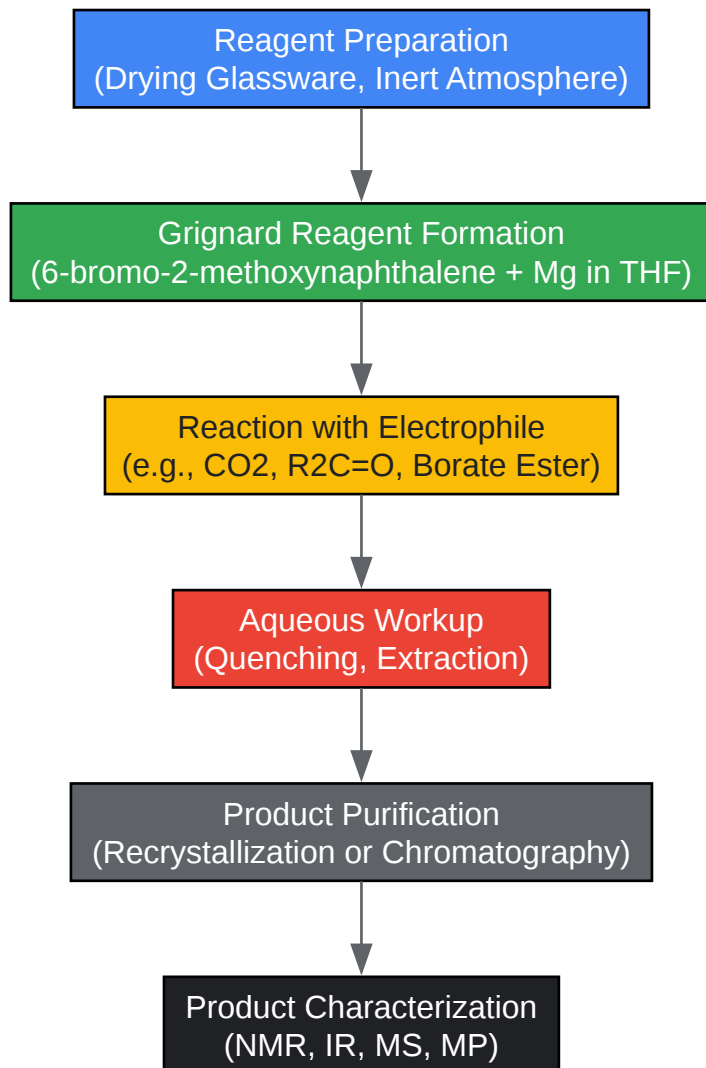 Reagent Preparation
(Drying Glassware, Inert Atmosphere)
Grignard Reagent Formation
(6-bromo-2-methoxynaphthalene + Mg in THF)
Reaction with Electrophile
(e.g., CO2, R2C=O, Borate Ester)
Aqueous Workup
(Quenching, Extraction)
Product Purification
(Recrystallization or Chromatography)
Product Characterization
(NMR, IR, MS, MP)